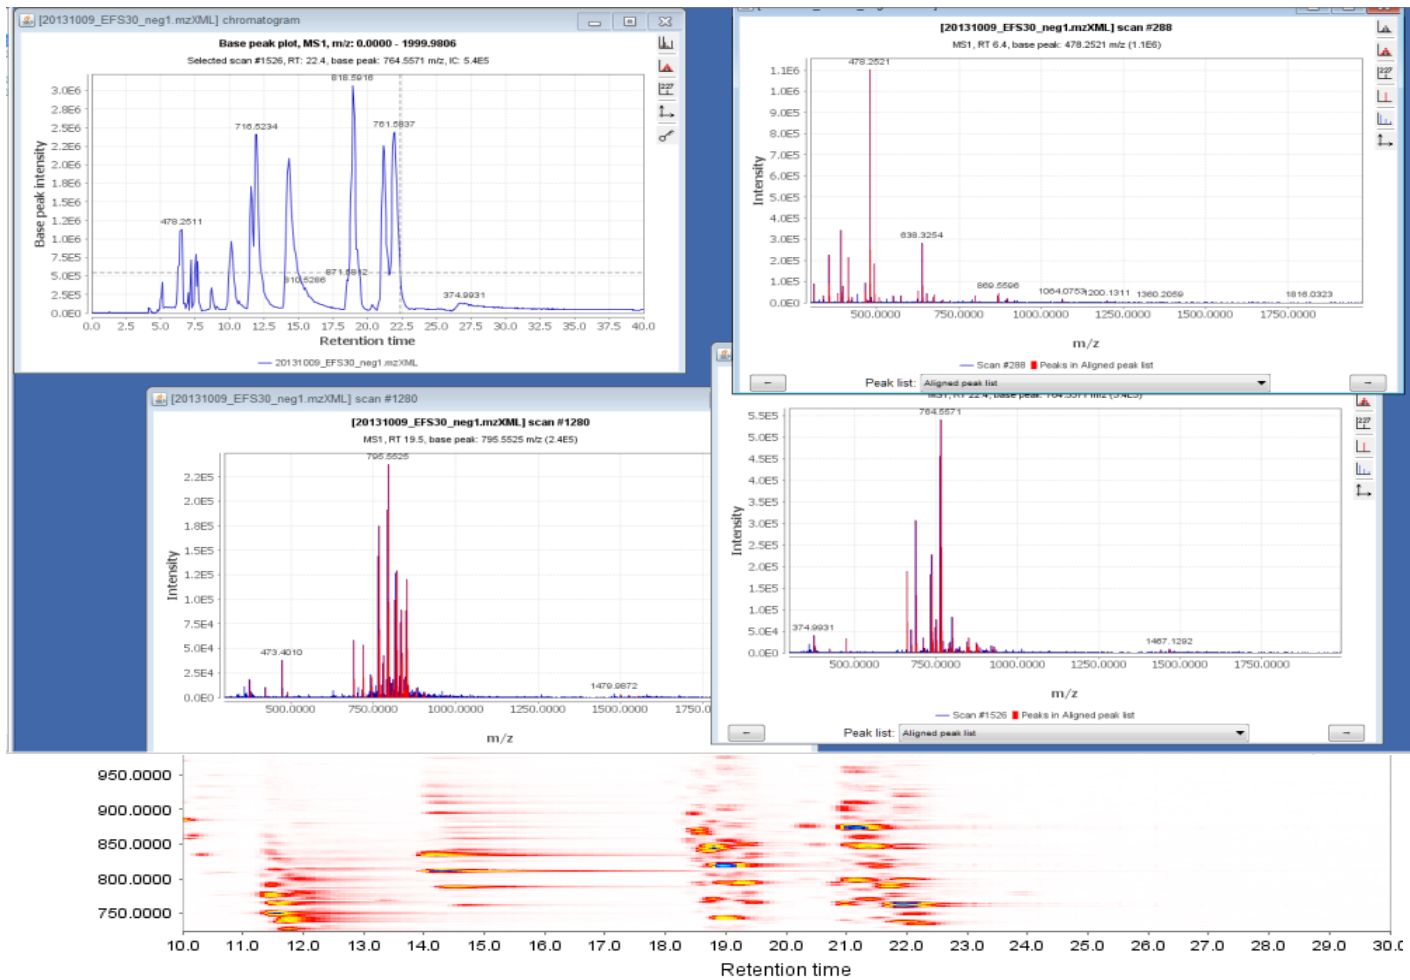 [20131009_EFS30_neg1.mzXML] chromatogram
Base peak plot, MS1, m/z: 0.0000 - 1999.9806
Selected scan #1526, RT: 22.4, base peak: 764.5571 m/z, IC: 5.4E5
818.5916
716.5234
761.5837
478.2511
871.5812
810.5286
374.9931
3.0E6
2.8E6
2.5E6
2.2E6
2.0E6
1.8E6
1.5E6
1.2E6
1.0E6
7.5E5
5.0E5
2.5E5
0.0E0
Base peak intensity
0.0 2.5 5.0 7.5 10.0 12.5 15.0 17.5 20.0 22.5 25.0 27.5 30.0 32.5 35.0 37.5 40.0
Retention time
20131009_EFS30_neg1.mzXML
[20131009_EFS30_neg1.mzXML] scan #288
MS1, RT 6.4, base peak: 478.2521 m/z (1.1E6)
478.2521
638.3254
869.5596
1064.0753
1200.1311
1360.2059
1816.0323
1.1E6
1.0E6
9.0E5
8.0E5
7.0E5
6.0E5
5.0E5
4.0E5
3.0E5
2.0E5
1.0E5
0.0E0
Intensity
500.0000 750.0000 1000.0000 1250.0000 1500.0000 1750.0000
m/z
Scan #288 Peaks in Aligned peak list
Peak list: Aligned peak list
[20131009_EFS30_neg1.mzXML] scan #1280
[20131009_EFS30_neg1.mzXML] scan #1280
MS1, RT 19.5, base peak: 795.5525 m/z (2.4E5)
795.5525
473.4010
1479.9872
2.2E5
2.0E5
1.8E5
1.5E5
1.2E5
1.0E5
7.5E4
5.0E4
2.5E4
0.0E0
Intensity
500.0000 750.0000 1000.0000 1250.0000 1500.0000 1750
m/z
MS1, RT 22.4, base peak: 764.5571 m/z (5.4E5)
764.5571
374.9931
1467.1292
5.5E5
5.0E5
4.5E5
4.0E5
3.5E5
3.0E5
2.5E5
2.0E5
1.5E5
1.0E5
5.0E4
0.0E0
Intensity
500.0000 750.0000 1000.0000 1250.0000 1500.0000 1750.0000
m/z
Scan #1526 Peaks in Aligned peak list
Peak list: Aligned peak list
950.0000
900.0000
850.0000
800.0000
750.0000
10.0 11.0 12.0 13.0 14.0 15.0 16.0 17.0 18.0 19.0 20.0 21.0 22.0 23.0 24.0 25.0 26.0 27.0 28.0 29.0 30.0
Retention time